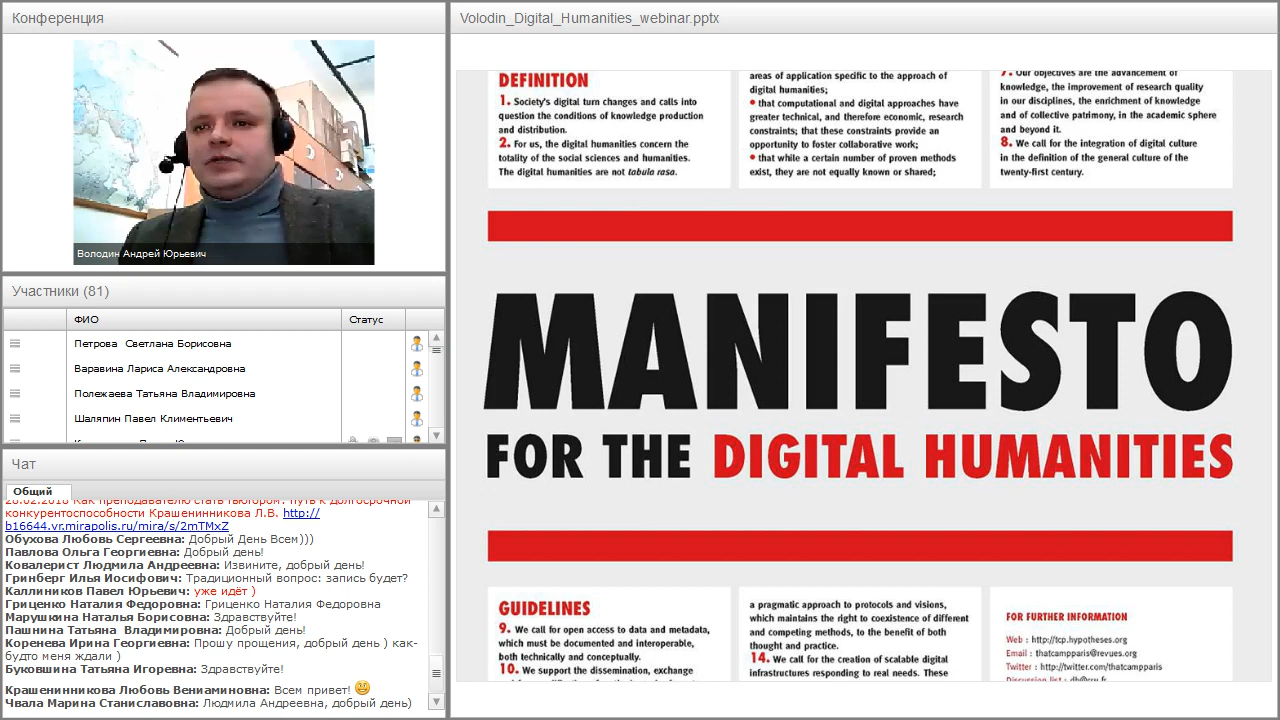 Конференция
Володин Андрей Юрьевич
Участники (81)
ФИО
Статус
Петрова Светлана Борисовна
Варавина Лариса Александровна
Полежаева Татьяна Владимировна
Шаляпин Павел Климентьевич
Чат
Общий
28.02.2018 Как преподавателю стать тьютором: путь к долгосрочной
конкурентоспособности Крашенинникова Л.В. http://
b16644.vr.mirapolis.ru/mira/s/2mTMxZ
Обухова Любовь Сергеевна: Добрый День Всем)))
Павлова Ольга Георгиевна: Добрый день!
Ковалерист Людмила Андреевна: Извините, добрый день!
Гринберг Илья Иосифович: Традиционный вопрос: запись будет?
Каллиников Павел Юрьевич: уже идёт )
Гриценко Наталия Федоровна: Гриценко Наталия Федоровна
Марушкина Наталья Борисовна: Здравствуйте!
Пашнина Татьяна Владимировна: Добрый день!
Коренева Ирина Георгиевна: Прошу прощения, добрый день ) как-
будто меня ждали )
Буковшина Татьяна Игоревна: Здравствуйте!
Крашенинникова Любовь Вениаминовна: Всем привет!
Чвала Марина Станиславовна: Людмила Андреевна, добрый день)
Volodin_Digital_Humanities_webinar.pptx
DEFINITION
1. Society's digital turn changes and calls into
question the conditions of knowledge production
and distribution.
2. For us, the digital humanities concern the
totality of the social sciences and humanities.
The digital humanities are not tabula rasa.
areas of application specific to the approach of
digital humanities;
• that computational and digital approaches have
greater technical, and therefore economic, research
constraints; that these constraints provide an
opportunity to foster collaborative work;
• that while a certain number of proven methods
exist, they are not equally known or shared;
7. Our objectives are the advancement of
knowledge, the improvement of research quality
in our disciplines, the enrichment of knowledge
and of collective patrimony, in the academic sphere
and beyond it.
8. We call for the integration of digital culture
in the definition of the general culture of the
twenty-first century.
MANIFESTO
FOR THE DIGITAL HUMANITIES
GUIDELINES
9. We call for open access to data and metadata,
which must be documented and interoperable,
both technically and conceptually.
10. We support the dissemination, exchange
a pragmatic approach to protocols and visions,
which maintains the right to coexistence of different
and competing methods, to the benefit of both
thought and practice.
14. We call for the creation of scalable digital
infrastructures responding to real needs. These
FOR FURTHER INFORMATION
Web : http://tcp.hypotheses.org
Email : thatcampparis@revues.org
Twitter : http://twitter.com/thatcampparis
Discussion list : dh@cru.fr